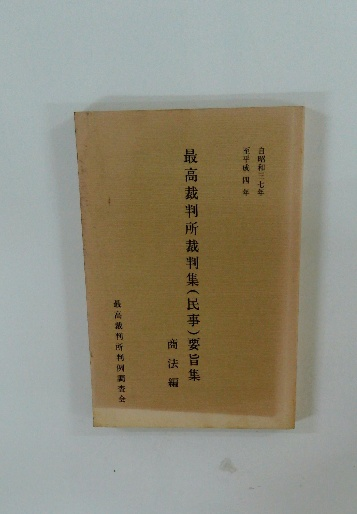 自昭和三七年
至平成四年
最高裁判所裁判集(民事)要旨集
商法編
最高裁判所判例調査会